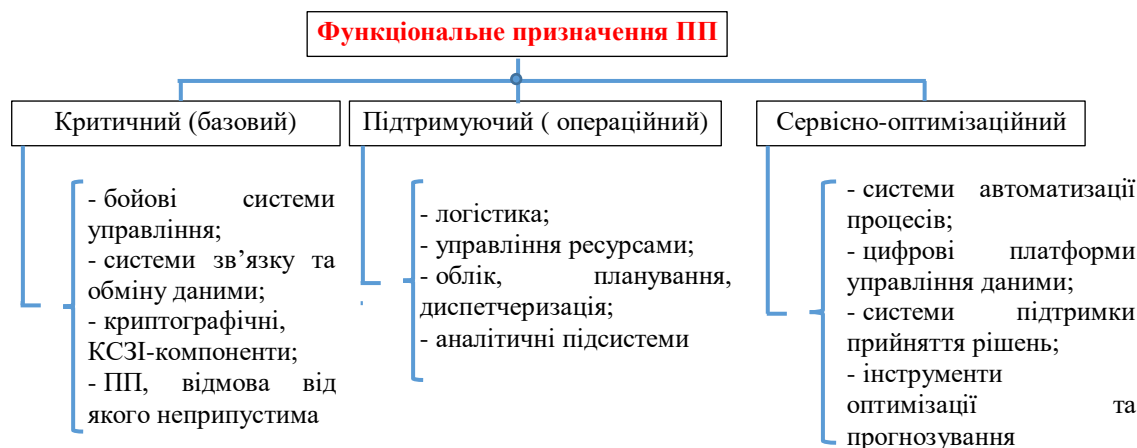 Функціональне призначення ПП
Критичний (базовий)
Підтримуючий ( операційний)
Сервісно-оптимізаційний
- бойові системи
управління;
- системи зв’язку та
обміну даними;
- криптографічні,
КСЗІ-компоненти;
- ПП, відмова від
якого неприпустима
- логістика;
- управління ресурсами;
- облік, планування,
диспетчеризація;
- аналітичні підсистеми
- системи автоматизації
процесів;
- цифрові платформи
управління даними;
- системи підтримки
прийняття рішень;
- інструменти
оптимізації та
прогнозування